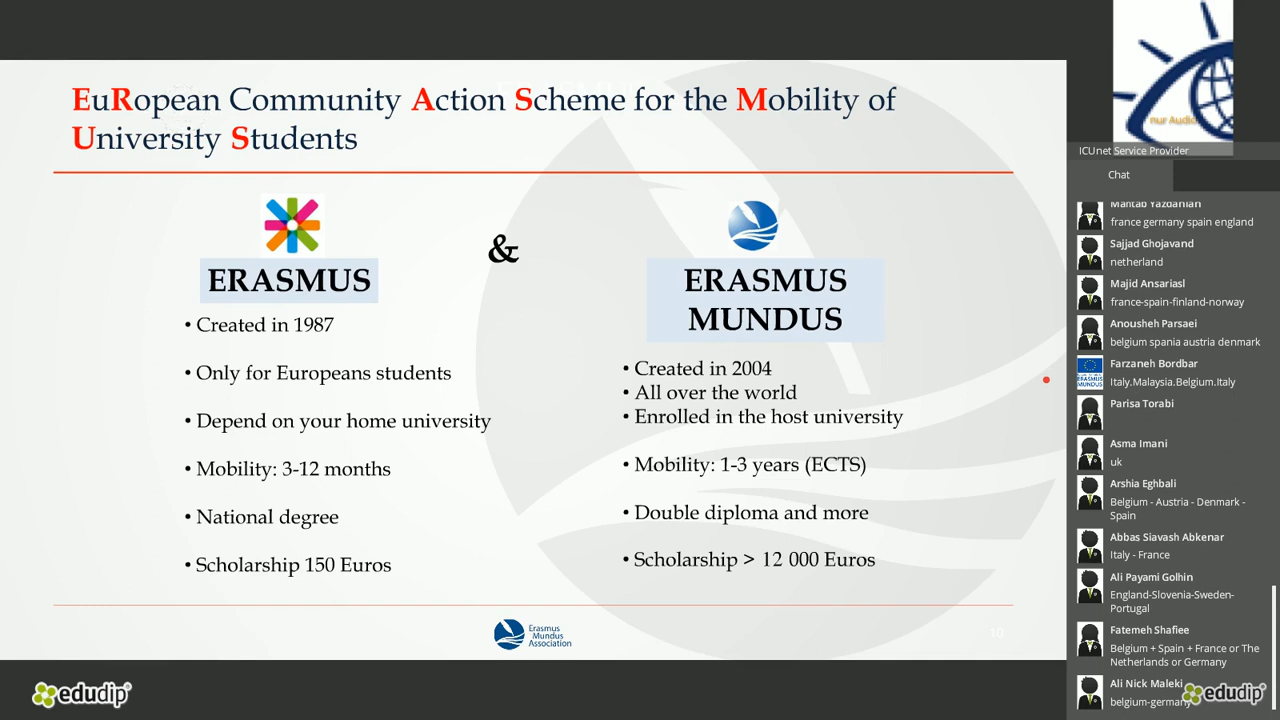 EuRopean Community Action Scheme for the Mobility of
University Students
ERASMUS
• Created in 1987
• Only for Europeans students
• Depend on your home university
• Mobility: 3-12 months
• National degree
• Scholarship 150 Euros
&
ERASMUS
MUNDUS
• Created in 2004
• All over the world
• Enrolled in the host university
• Mobility: 1-3 years (ECTS)
• Double diploma and more
• Scholarship > 12 000 Euros
Erasmus
Mundus
Association
10
edudip
nur Audio
ICUnet Service Provider
Chat
Mahtab Yazdanian
france germany spain england
Sajjad Ghojavand
netherland
Majid Ansariasl
france-spain-finland-norway
Anousheh Parsaei
belgium spania austria denmark
Farzaneh Bordbar
Italy.Malaysia.Belgium.Italy
ERASMUS
MUNDUS
Parisa Torabi
Asma Imani
uk
Arshia Eghbali
Belgium - Austria - Denmark -
Spain
Abbas Siavash Abkenar
Italy - France
Ali Payami Golhin
England-Slovenia-Sweden-
Portugal
Fatemeh Shafiee
Belgium + Spain + France or The
Netherlands or Germany
Ali Nick Maleki
belgium-germany
edudip